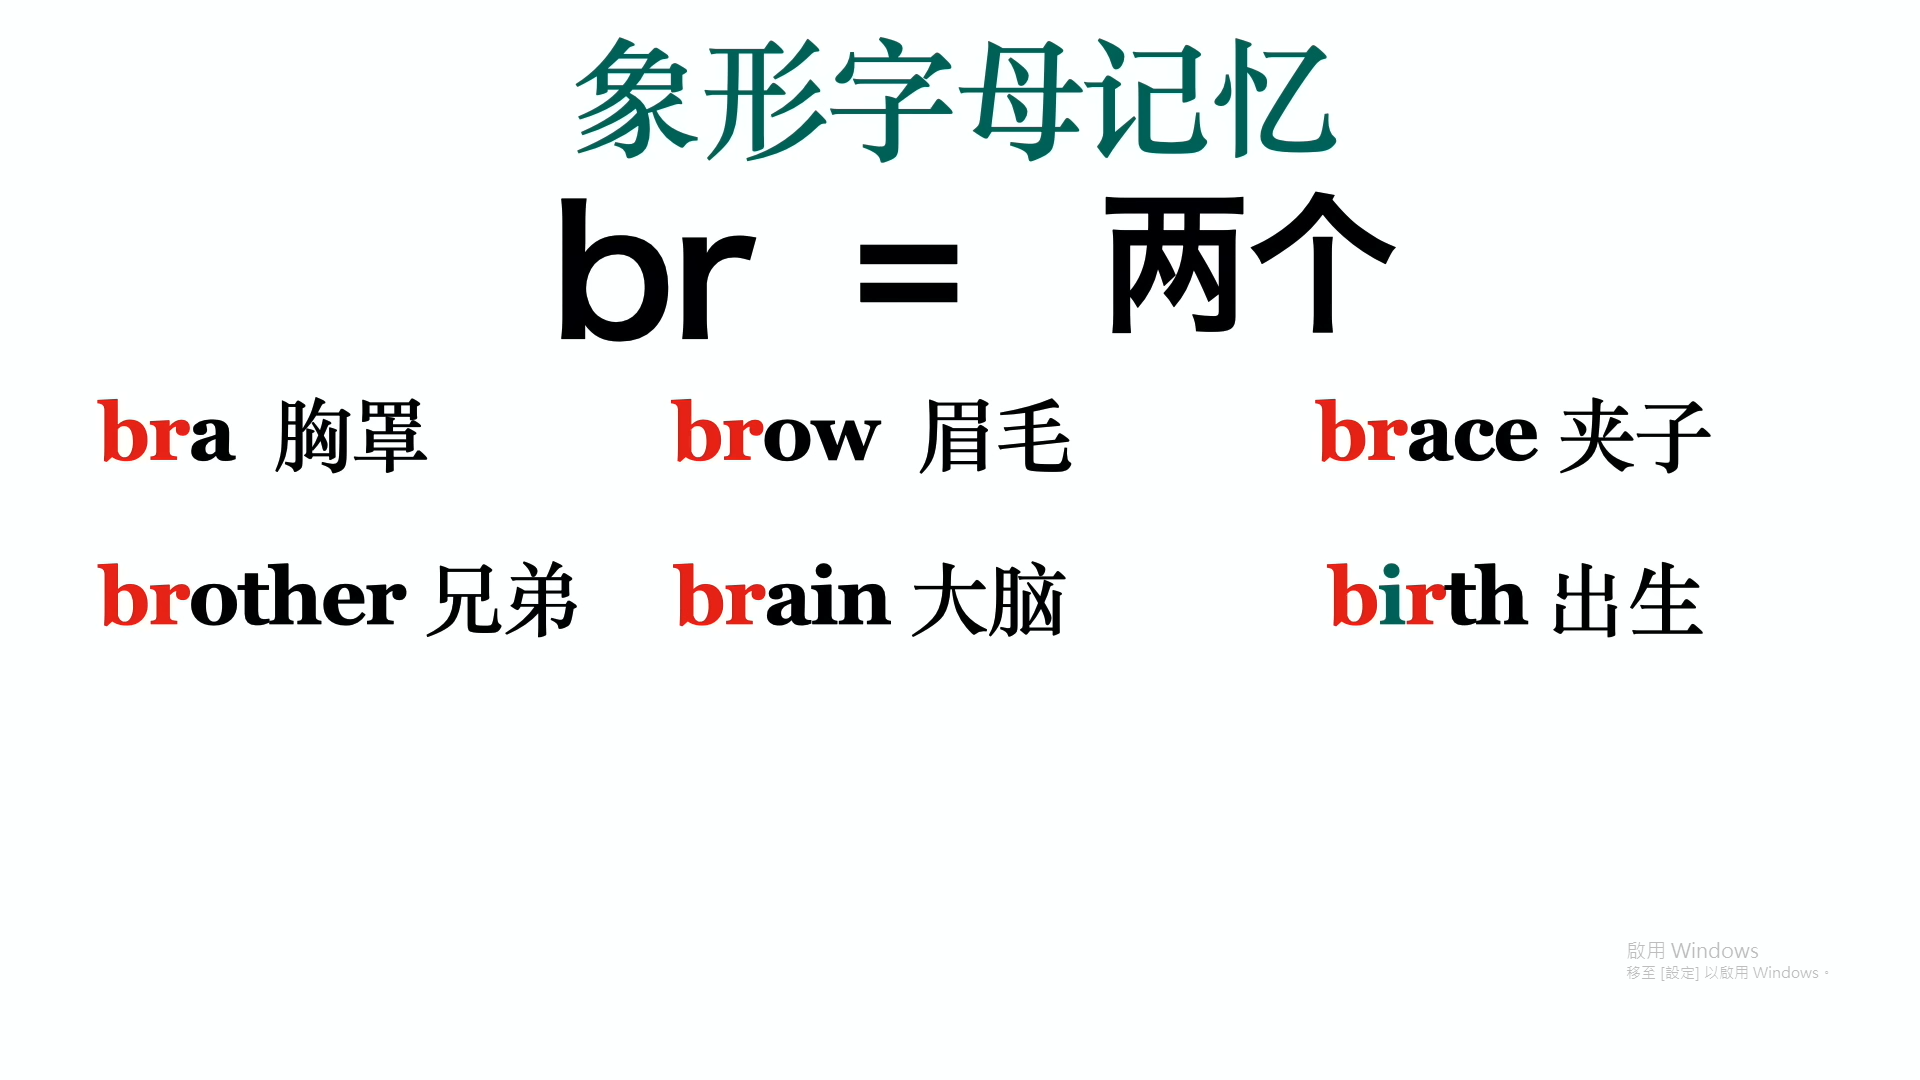 象形字母记忆
br = 两个
bra 胸罩 brow 眉毛 brace 夹子
brother 兄弟 brain 大脑 birth 出生
啟用 Windows
移至 [設定] 以啟用 Windows。